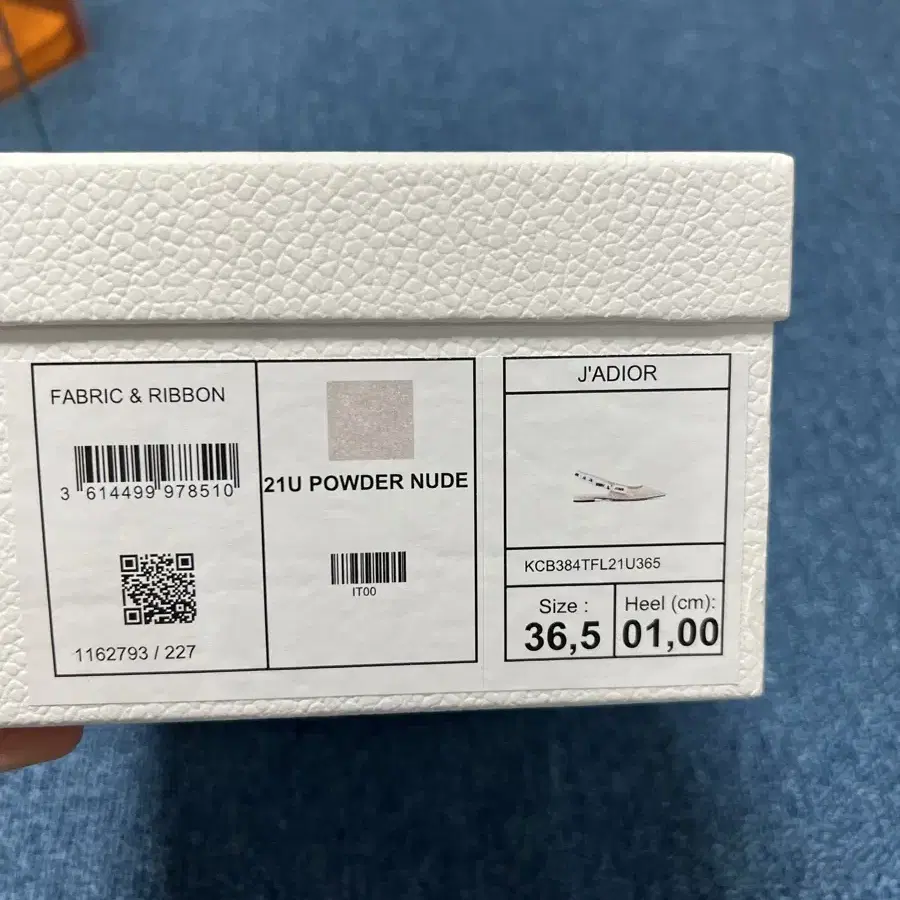 FABRIC & RIBBON
3 614499 978510
1162793 / 227
21U POWDER NUDE
IT00
J'ADIOR
KCB384TFL21U365
Size :
36,5
Heel (cm):
01,00